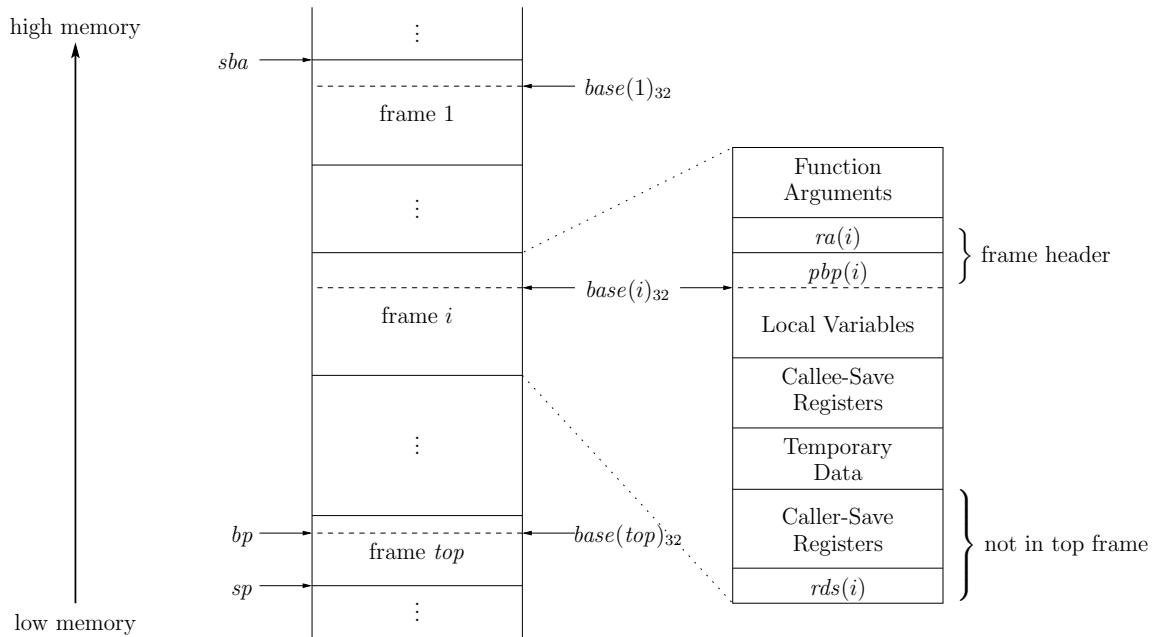 high memory
⋮
sba
base(1)₃₂
frame 1
⋮
base(i)₃₂
frame i
⋮
bp
base(top)₃₂
frame top
sp
⋮
low memory
Function
Arguments
ra(i)
frame header
pbp(i)
Local Variables
Callee-Save
Registers
Temporary
Data
Caller-Save
Registers
not in top frame
rds(i)